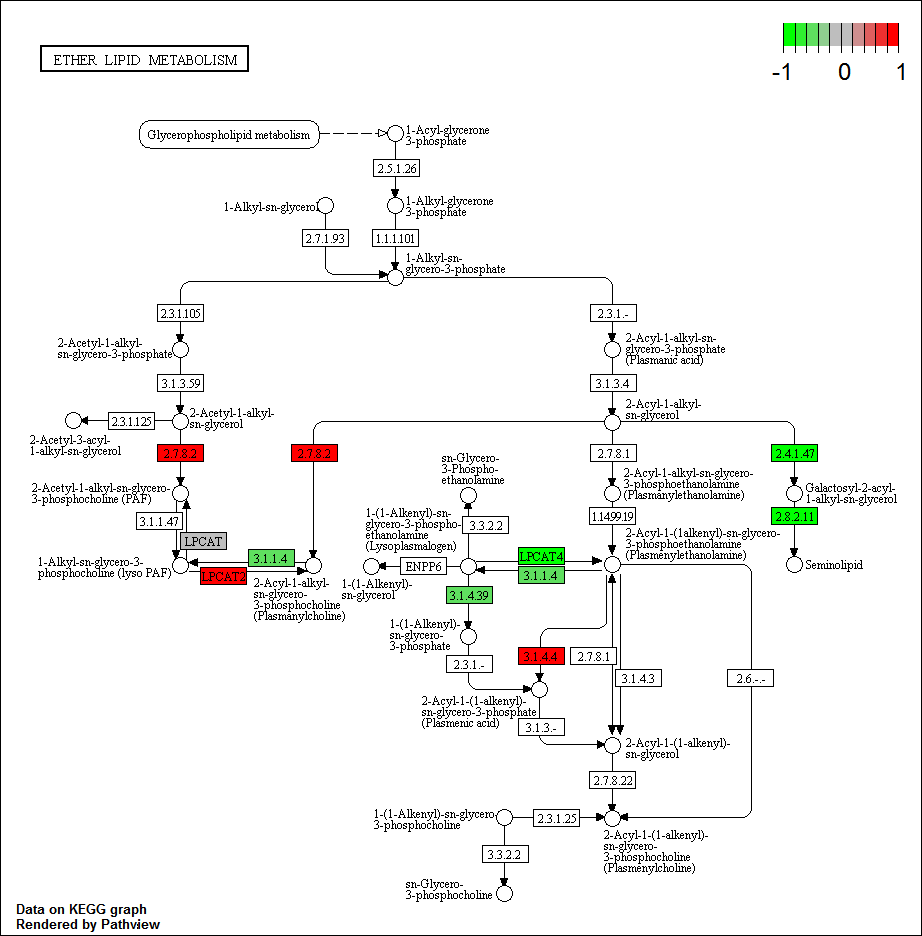 ETHER LIPID METABOLISM
-1 0 1
Glycerophospholipid metabolism
1-Acyl-glycerone
3-phosphate
2.5.1.26
1-Alkyl-sn-glycerol
1-Alkyl-glycerone
3-phosphate
2.7.1.93
1.1.1.101
1-Alkyl-sn-
glycero-3-phosphate
2.3.1.105
2.3.1.-
2-Acetyl-1-alkyl-
sn-glycero-3-phosphate
2-Acyl-1-alkyl-sn-
glycero-3-phosphate
(Plasmanic acid)
3.1.3.59
3.1.3.4
2.3.1.125
2-Acetyl-1-alkyl-
sn-glycerol
2-Acyl-1-alkyl-
sn-glycerol
2-Acetyl-3-acyl-
1-alkyl-sn-glycerol
2.7.8.2
2.7.8.2
2.7.8.1
2.4.1.47
sn-Glycero-
3-Phospho-
ethanolamine
2-Acetyl-1-alkyl-sn-glycero-
3-phosphocholine (PAF)
2-Acyl-1-alkyl-sn-glycero-
3-phosphoethanolamine
(Plasmanylethanolamine)
Galactosyl-2-acyl-
1-alkyl-sn-glycerol
3.1.1.47
1-(1-Alkenyl)-sn-
glycero-3-phospho-
ethanolamine
(Lysoplasmalogen)
3.3.2.2
1.14.99.19
2.8.2.11
LPCAT
2-Acyl-1-(1alkenyl)-sn-glycero-
3-phosphoethanolamine
(Plasmenylethanolamine)
1-Alkyl-sn-glycero-3-
phosphocholine (lyso PAF)
3.1.1.4
LPCAT2
ENPP6
LPCAT4
3.1.1.4
Seminolipid
2-Acyl-1-alkyl-
sn-glycero-
3-phosphocholine
(Plasmanylcholine)
1-(1-Alkenyl)-
sn-glycerol
3.1.4.39
1-(1-Alkenyl)-
sn-glycero-
3-phosphate
2.3.1.-
3.1.4.4
2.7.8.1
3.1.4.3
2.6.-.-
2-Acyl-1-(1-alkenyl)-
sn-glycero-3-phosphate
(Plasmenic acid)
3.1.3.-
2-Acyl-1-(1-alkenyl)-
sn-glycerol
2.7.8.22
1-(1-Alkenyl)-sn-glycero-
3-phosphocholine
2.3.1.25
2-Acyl-1-(1-alkenyl)-
sn-glycero-
3-phosphocholine
(Plasmenylcholine)
3.3.2.2
sn-Glycero-
3-phosphocholine
Data on KEGG graph
Rendered by Pathview